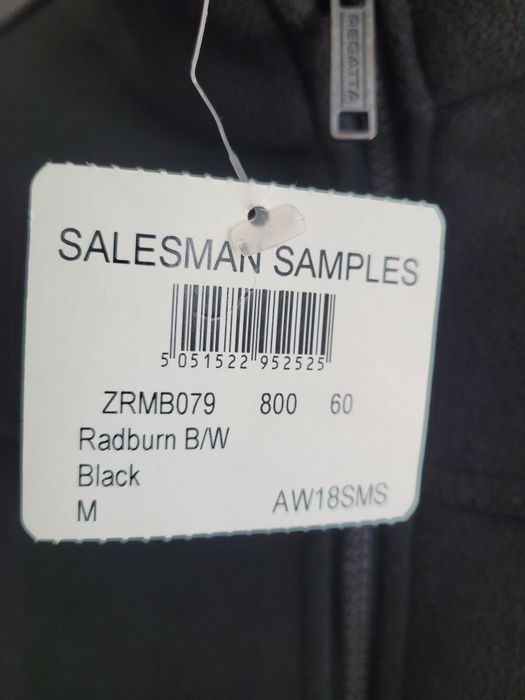 REGATTA
SALESMAN SAMPLES
5 051522 952525
ZRMB079 800 60
Radburn B/W
Black
M AW18SMS